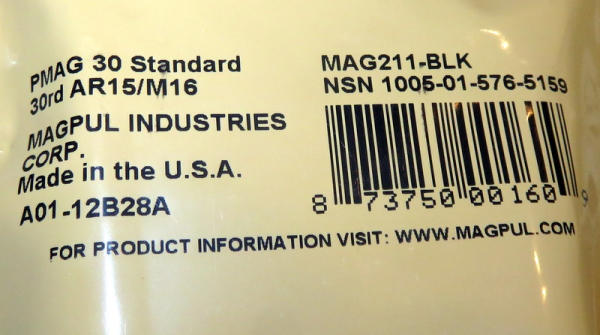 PMAG 30 Standard
30rd AR15/M16
MAGPUL INDUSTRIES
CORP.
Made in the U.S.A.
A01-12B28A
MAG211-BLK
NSN 1005-01-576-5159
8 73750 00160 9
FOR PRODUCT INFORMATION VISIT: WWW.MAGPUL.COM